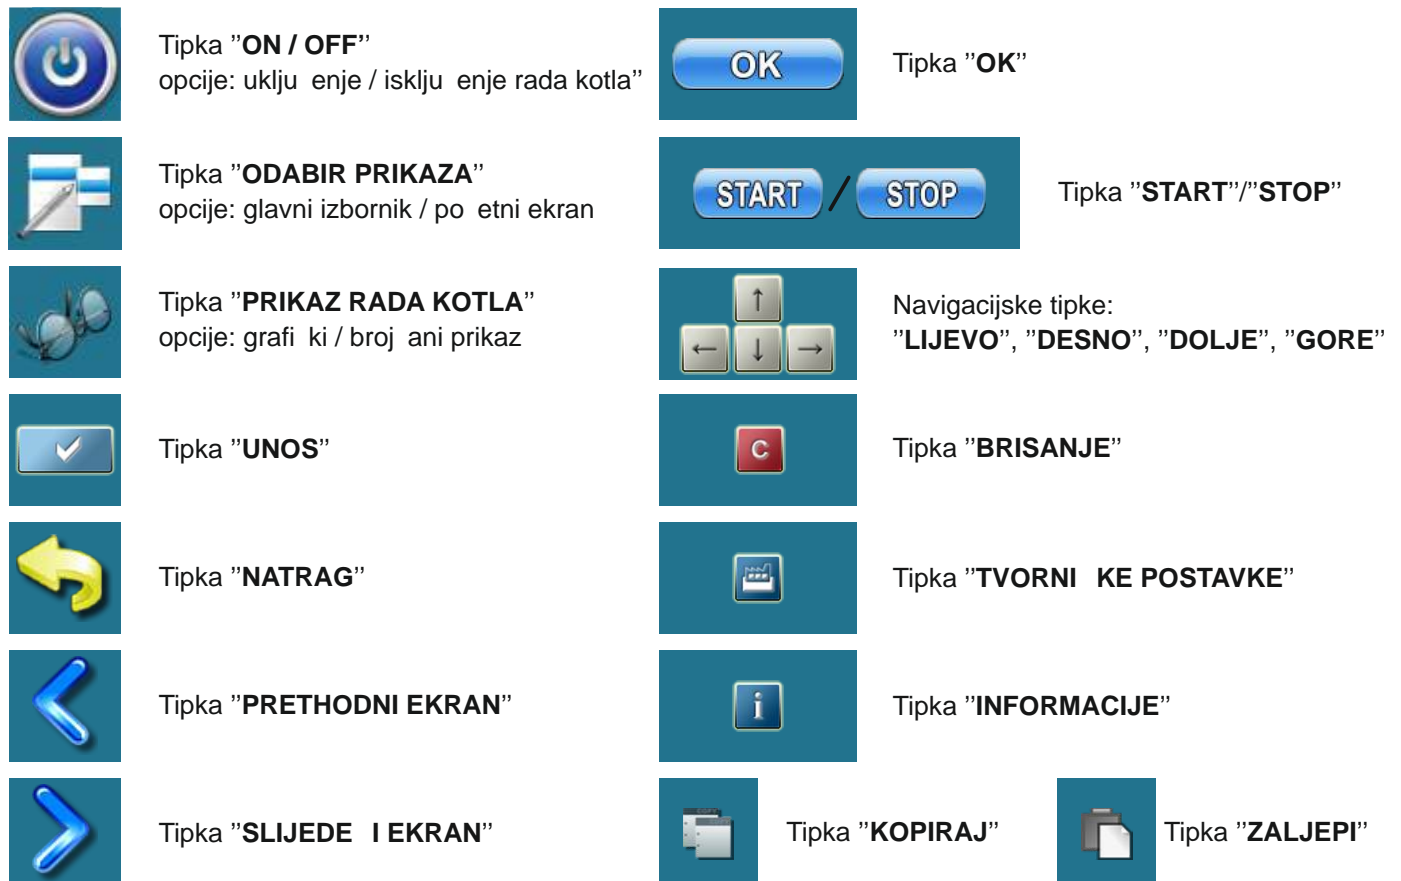 Tipka ”ON / OFF”
opcije: uklju enje / isklju enje rada kotla”
Tipka ”ODABIR PRIKAZA”
opcije: glavni izbornik / po etni ekran
Tipka ”PRIKAZ RADA KOTLA”
opcije: grafi ki / broj ani prikaz
Tipka ”UNOS”
Tipka ”NATRAG”
Tipka ”PRETHODNI EKRAN”
Tipka ”SLIJEDE I EKRAN”
OK
Tipka ”OK”
START / STOP
Tipka ”START”/”STOP”
↑
← ↓ →
Navigacijske tipke:
”LIJEVO”, ”DESNO”, ”DOLJE”, ”GORE”
C
Tipka ”BRISANJE”
Tipka ”TVORNI KE POSTAVKE”
i
Tipka ”INFORMACIJE”
COPY
Tipka ”KOPIRAJ”
Tipka ”ZALJEPI”